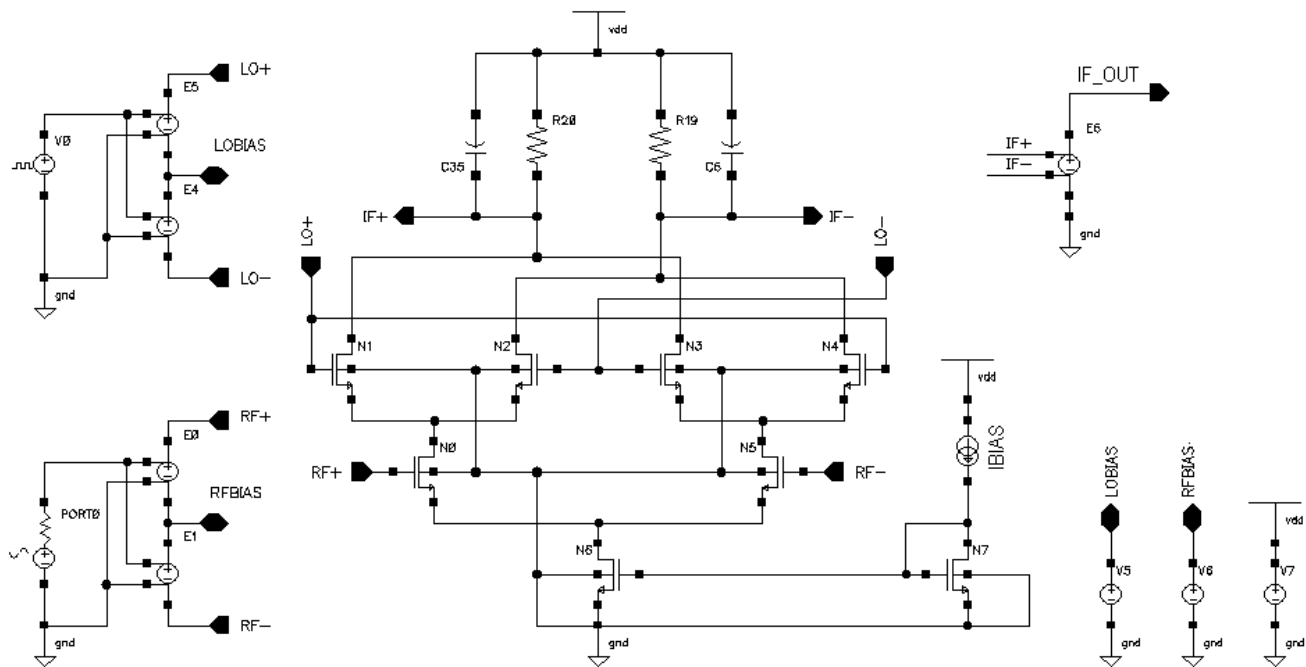 vdd
LO+
E5
V0
LOBIAS
E4
LO-
gnd
R20
R19
C35
C6
IF+
IF-
LO+
LO-
IF_OUT
E6
IF+
IF-
gnd
N1
N2
N3
N4
vdd
RF+
E0
PORT0
RFBIAS
E1
RF-
gnd
RF+
N0
N5
RF-
IBIAS
N6
N7
gnd
LOBIAS
RFBIAS
vdd
V5
V6
V7
gnd
gnd
gnd